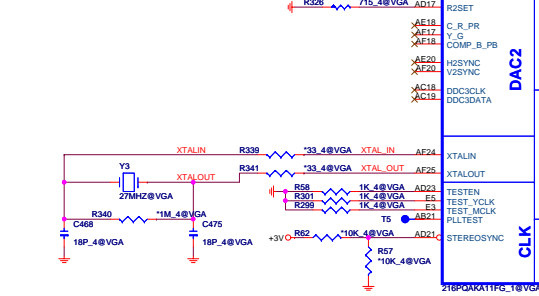 R326 715_4@VGA AD17 R2SET
AE18 C_R_PR
AF17 Y_G
AF18 COMP_B_PB
AE20 H2SYNC
AF20 V2SYNC
AC18 DDC3CLK
AC19 DDC3DATA
DAC2
XTALIN R339 *33_4@VGA XTAL_IN AF24 XTALIN
XTALOUT R341 *33_4@VGA XTAL_OUT AF25 XTALOUT
Y3
27MHZ@VGA
R58 1K_4@VGA AD23 TESTEN
R301 1K_4@VGA E5 TEST_YCLK
R299 1K_4@VGA E3 TEST_MCLK
T5 AB21 PLLTEST
R340 *1M_4@VGA
C468 C475
18P_4@VGA 18P_4@VGA
+3V R62 *10K_4@VGA AD21 STEREOSYNC
R57
*10K_4@VGA
CLK
216PQAKA11FG_1@VGA